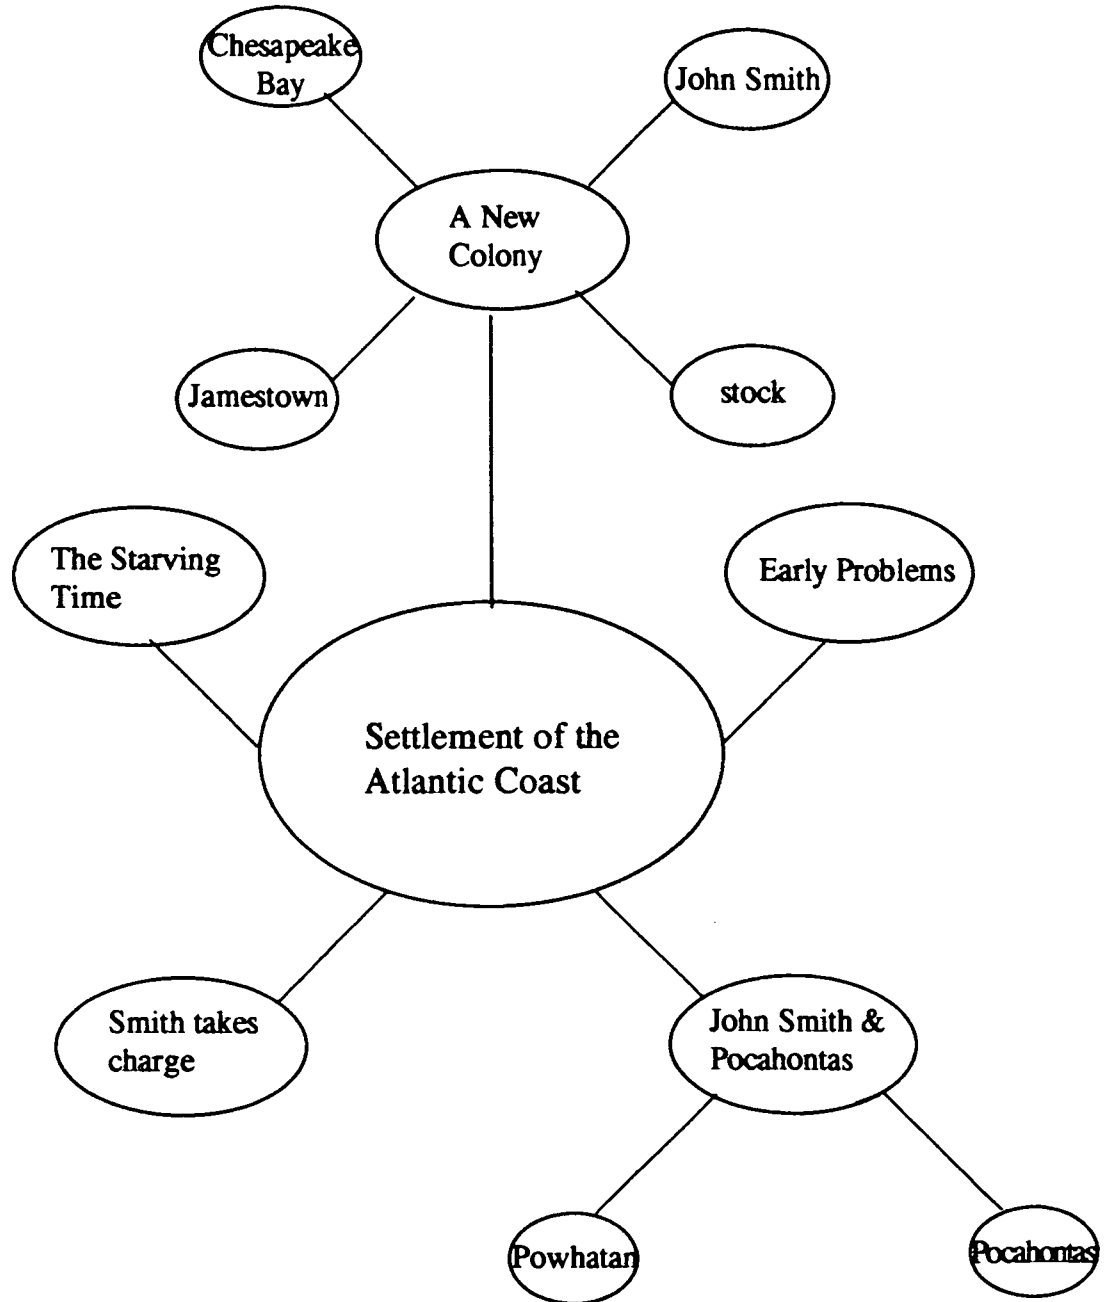 Chesapeake
Bay
John Smith
A New
Colony
Jamestown
stock
The Starving
Time
Early Problems
Settlement of the
Atlantic Coast
Smith takes
charge
John Smith &
Pocahontas
Powhatan
Pocahontas